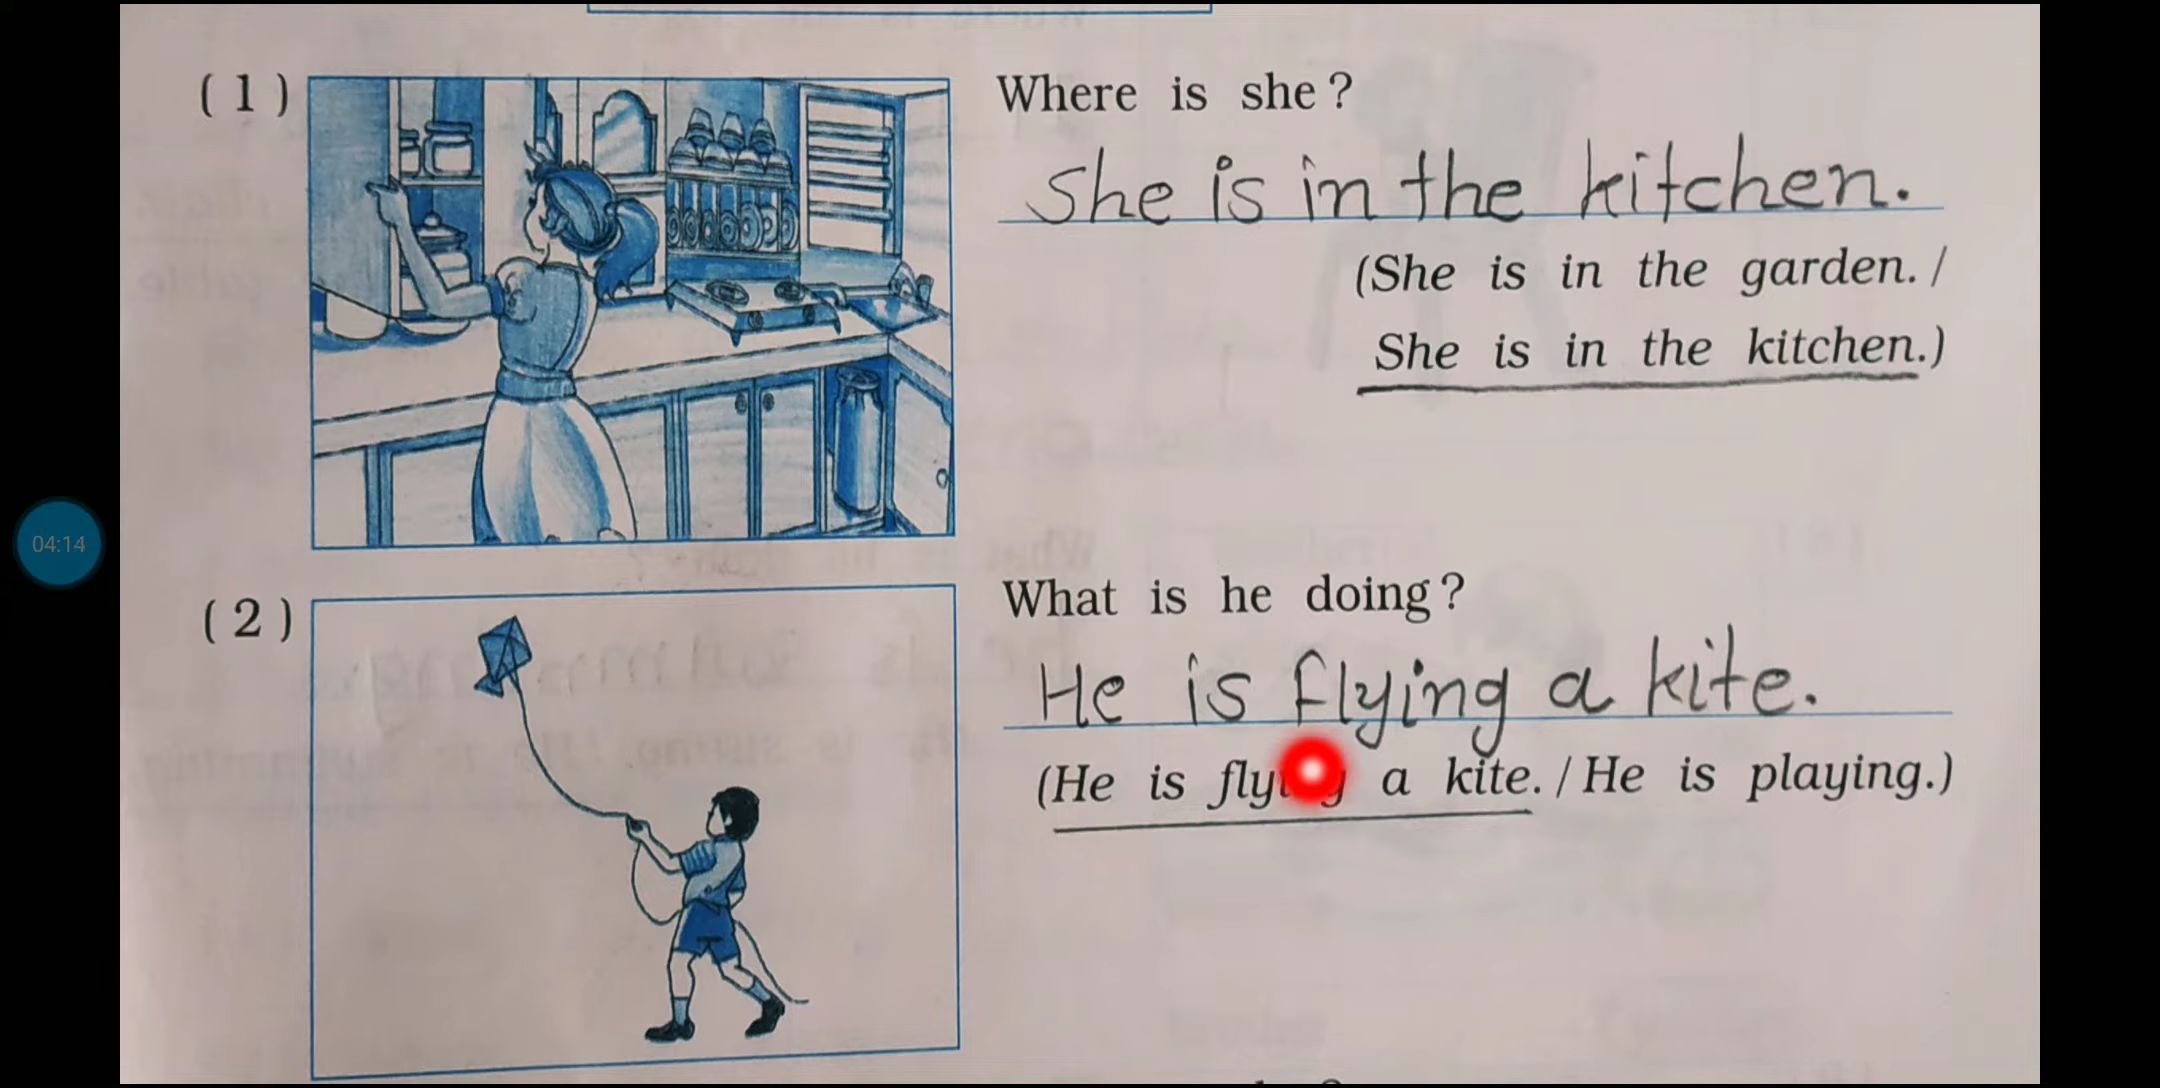 (1)
Where is she?
She is in the kitchen.
(She is in the garden. /
She is in the kitchen.)
04:14
(2)
What is he doing?
He is flying a kite.
(He is flying a kite. / He is playing.)